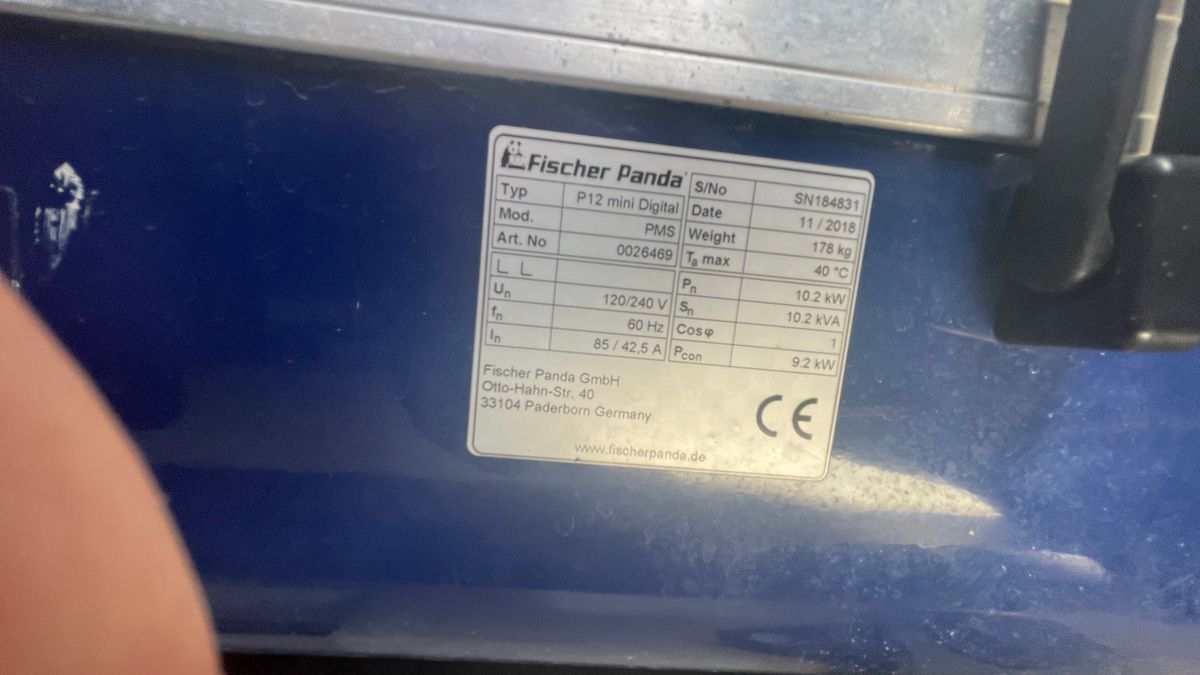 Fischer Panda
Typ P12 mini Digital
Mod. PMS
Art. No 0026469
L L
Un 120/240 V
fn 60 Hz
In 85 / 42,5 A
S/No SN184831
Date 11 / 2018
Weight 178 kg
Ta max 40 °C
Pn 10.2 kW
Sn 10.2 kVA
Cosφ 1
Pcon 9.2 kW
Fischer Panda GmbH
Otto-Hahn-Str. 40
33104 Paderborn Germany
CE
www.fischerpanda.de